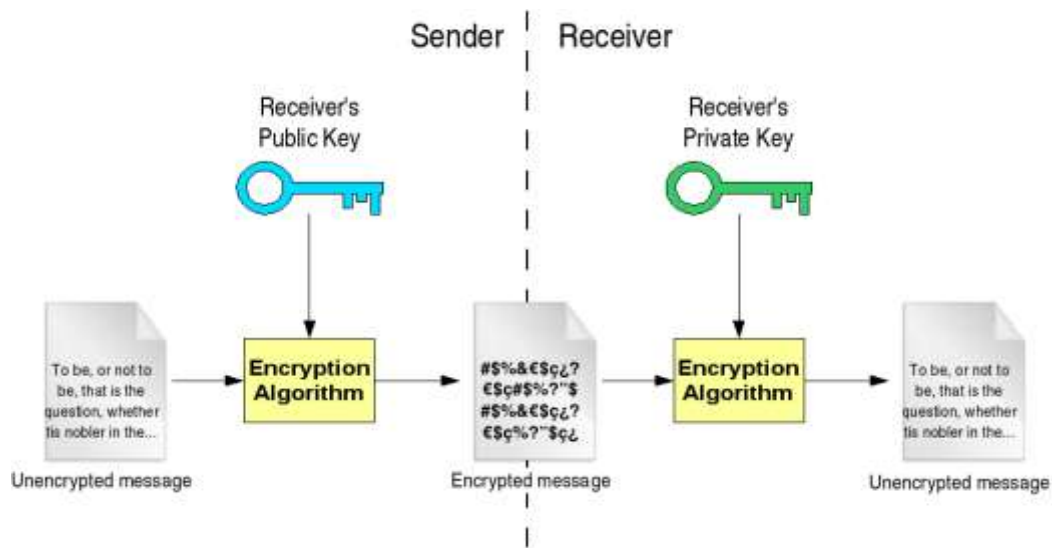 Sender
Receiver
Receiver's
Public Key
Receiver's
Private Key
To be, or not to
be, that is the
question, whether
tis nobler in the...
Unencrypted message
Encryption
Algorithm
#$%&€$ç¿?
€$ç#$%?"$
#$%&€$ç¿?
€$ç%?"$ç¿
Encrypted message
Encryption
Algorithm
To be, or not to
be, that is the
question, whether
tis nobler in the...
Unencrypted message